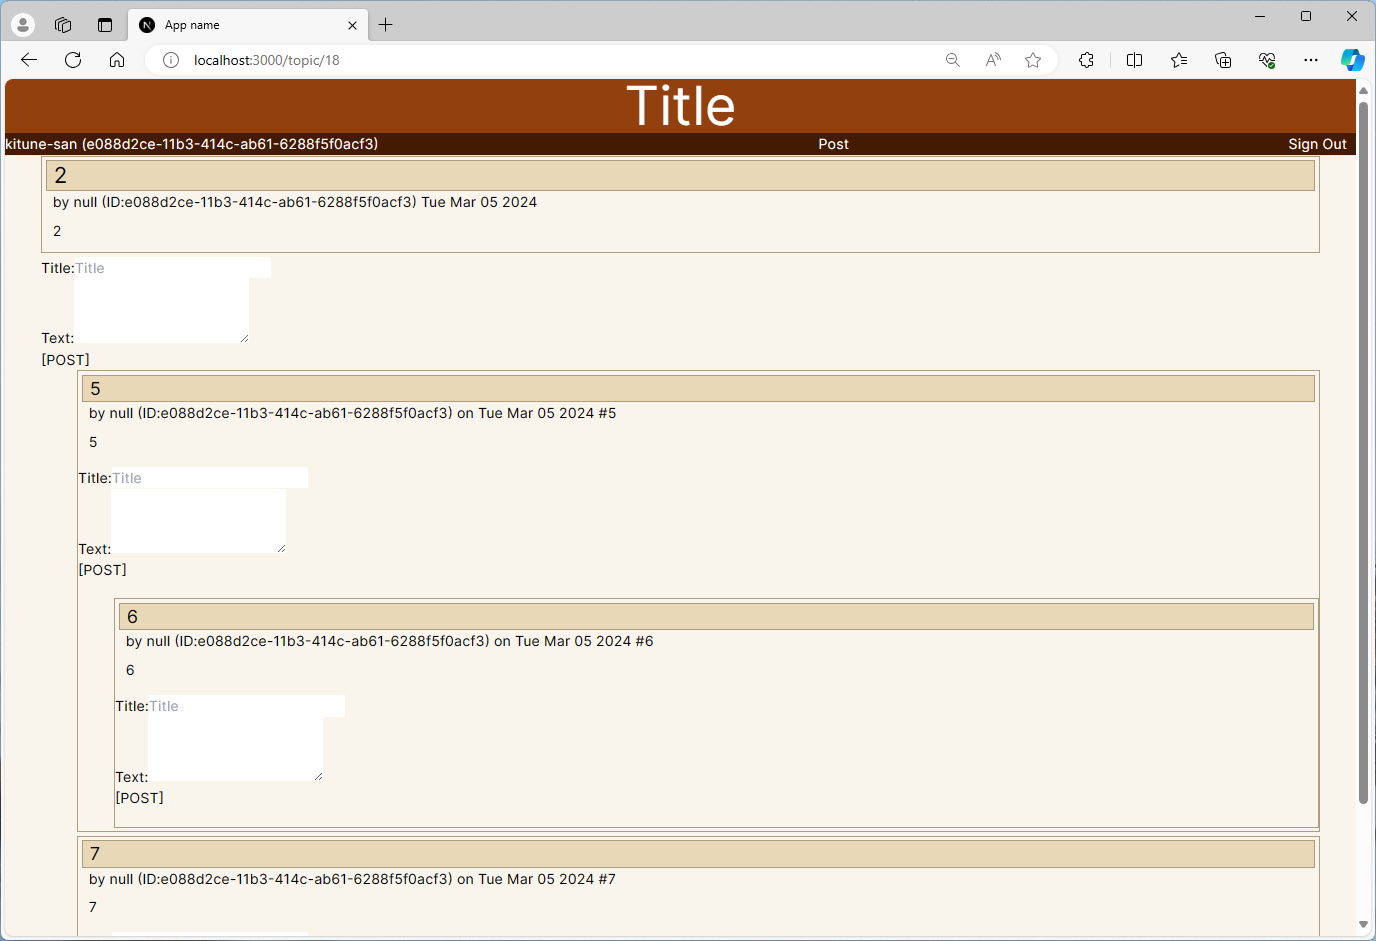 App name
localhost:3000/topic/18
Title
kitune-san (e088d2ce-11b3-414c-ab61-6288f5f0acf3) Post Sign Out
2
by null (ID:e088d2ce-11b3-414c-ab61-6288f5f0acf3) Tue Mar 05 2024
2
Title:Title
Text:
[POST]
5
by null (ID:e088d2ce-11b3-414c-ab61-6288f5f0acf3) on Tue Mar 05 2024 #5
5
Title:Title
Text:
[POST]
6
by null (ID:e088d2ce-11b3-414c-ab61-6288f5f0acf3) on Tue Mar 05 2024 #6
6
Title:Title
Text:
[POST]
7
by null (ID:e088d2ce-11b3-414c-ab61-6288f5f0acf3) on Tue Mar 05 2024 #7
7